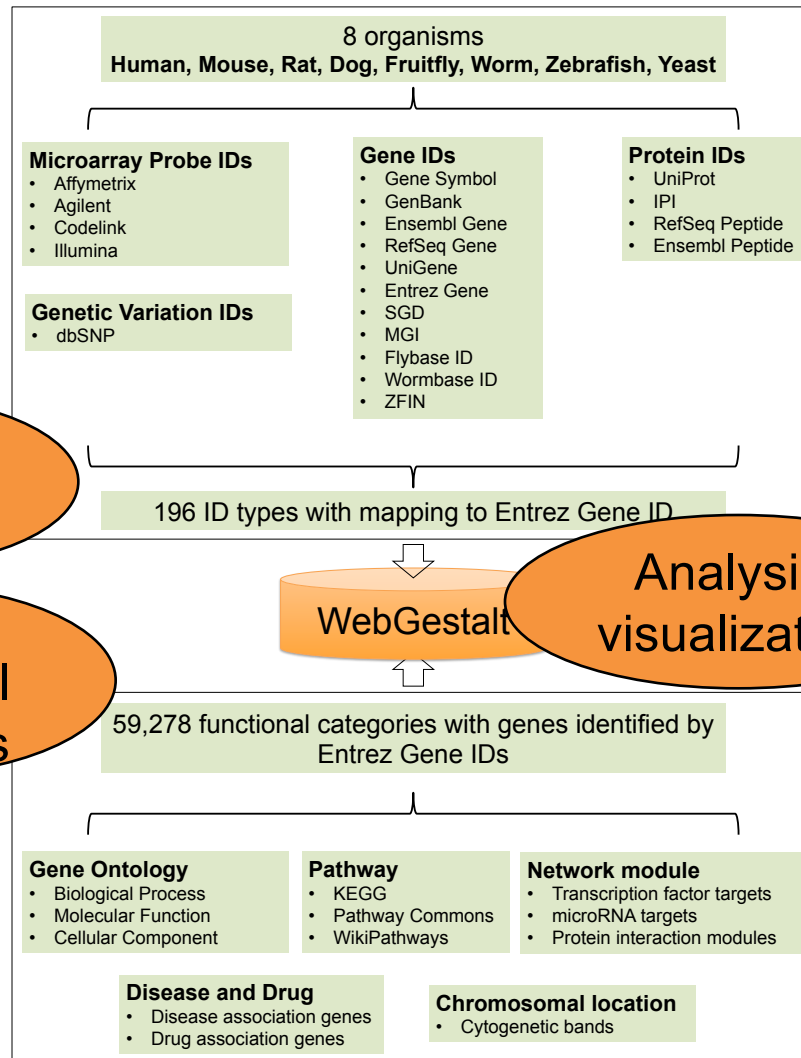 8 organisms
Human, Mouse, Rat, Dog, Fruitfly, Worm, Zebrafish, Yeast
Microarray Probe IDs
• Affymetrix
• Agilent
• Codelink
• Illumina
Genetic Variation IDs
• dbSNP
Gene IDs
• Gene Symbol
• GenBank
• Ensembl Gene
• RefSeq Gene
• UniGene
• Entrez Gene
• SGD
• MGI
• Flybase ID
• Wormbase ID
• ZFIN
Protein IDs
• UniProt
• IPI
• RefSeq Peptide
• Ensembl Peptide
196 ID types with mapping to Entrez Gene ID
WebGestalt
Analysi
visualizat
l
s
59,278 functional categories with genes identified by
Entrez Gene IDs
Gene Ontology
• Biological Process
• Molecular Function
• Cellular Component
Pathway
• KEGG
• Pathway Commons
• WikiPathways
Network module
• Transcription factor targets
• microRNA targets
• Protein interaction modules
Disease and Drug
• Disease association genes
• Drug association genes
Chromosomal location
• Cytogenetic bands